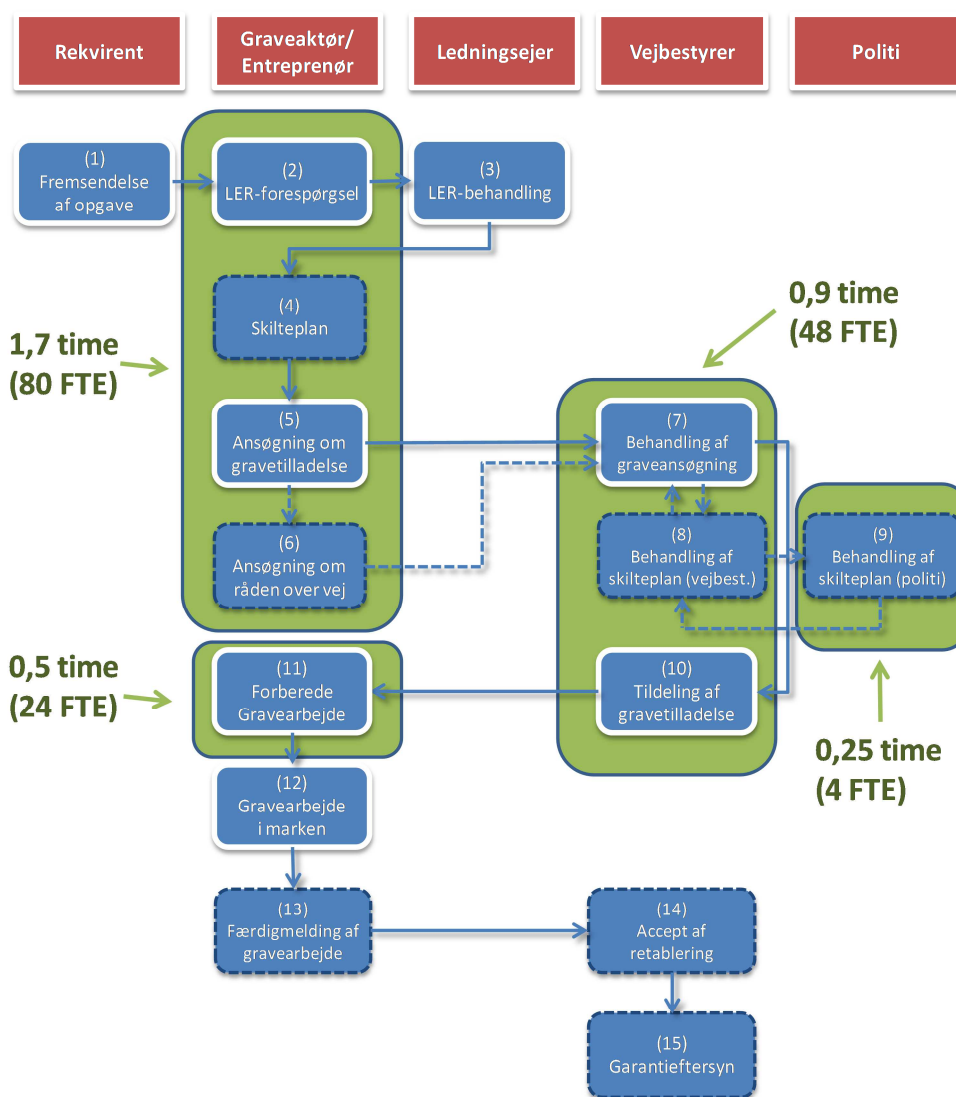 Rekvirent
Graveaktør/
Entreprenør
Ledningsejer
Vejbestyrer
Politi
(1)
Fremsendelse
af opgave
(2)
LER-forespørgsel
(3)
LER-behandling
(4)
Skilteplan
0,9 time
(48 FTE)
1,7 time
(80 FTE)
(5)
Ansøgning om
gravetilladelse
(7)
Behandling af
graveansøgning
(6)
Ansøgning om
råden over vej
(8)
Behandling af
skilteplan (vejbest.)
(9)
Behandling af
skilteplan (politi)
0,5 time
(24 FTE)
(11)
Forberede
Gravearbejde
(10)
Tildeling af
gravetilladelse
0,25 time
(4 FTE)
(12)
Gravearbejde
i marken
(13)
Færdigmelding af
gravearbejde
(14)
Accept af
retablering
(15)
Garantieftersyn